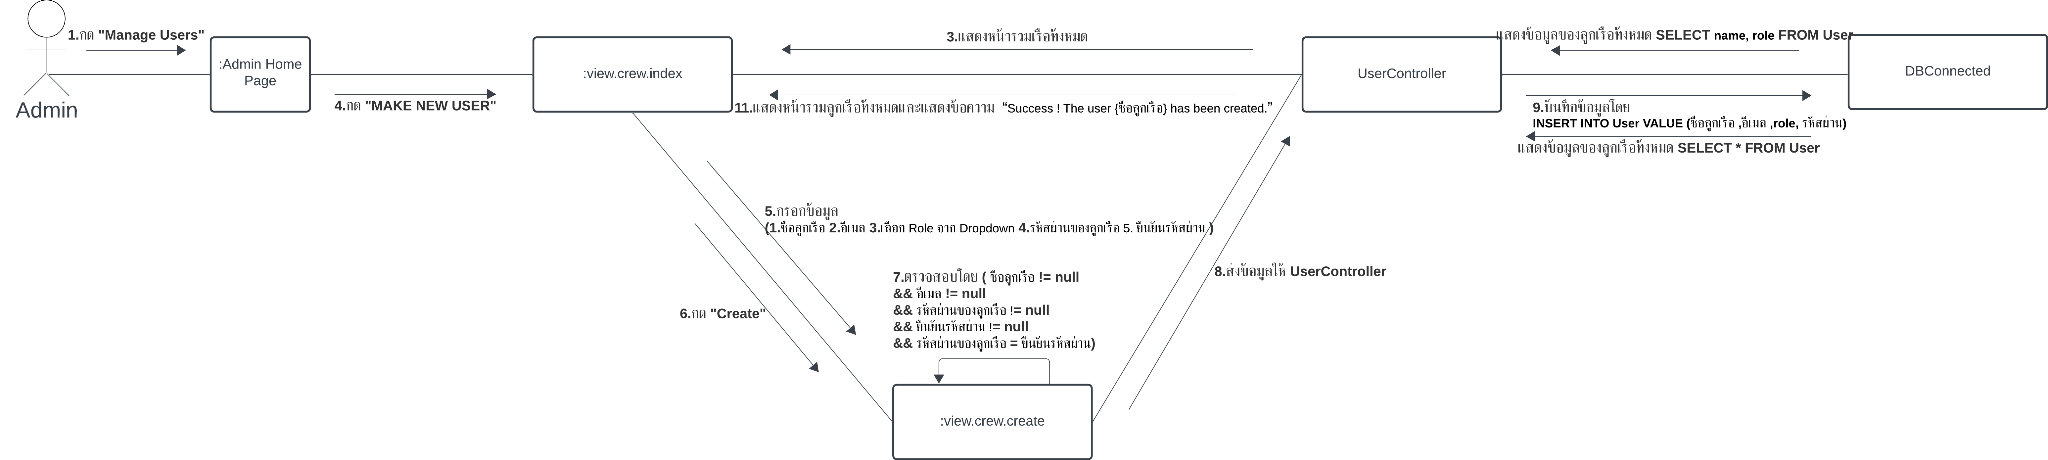 1.กด "Manage Users"
Admin
:Admin Home
Page
4.กด "MAKE NEW USER"
:view.crew.index
3.แสดงหน้ารวมเรือทั้งหมด
11.แสดงหน้ารวมลูกเรือทั้งหมดและแสดงข้อความ “Success ! The user {ชื่อลูกเรือ} has been created.”
UserController
แสดงข้อมูลของลูกเรือทั้งหมด SELECT name, role FROM User
DBConnected
9.บันทึกข้อมูลโดย
INSERT INTO User VALUE (ชื่อลูกเรือ ,อีเมล ,role, รหัสผ่าน)
แสดงข้อมูลของลูกเรือทั้งหมด SELECT * FROM User
5.กรอกข้อมูล
(1.ชื่อลูกเรือ 2.อีเมล 3.เลือก Role จาก Dropdown 4.รหัสผ่านของลูกเรือ 5. ยืนยันรหัสผ่าน )
6.กด "Create"
7.ตรวจสอบโดย ( ชื่อลูกเรือ != null
&& อีเมล != null
&& รหัสผ่านของลูกเรือ != null
&& ยืนยันรหัสผ่าน != null
&& รหัสผ่านของลูกเรือ = ยืนยันรหัสผ่าน)
8.ส่งข้อมูลให้ UserController
:view.crew.create